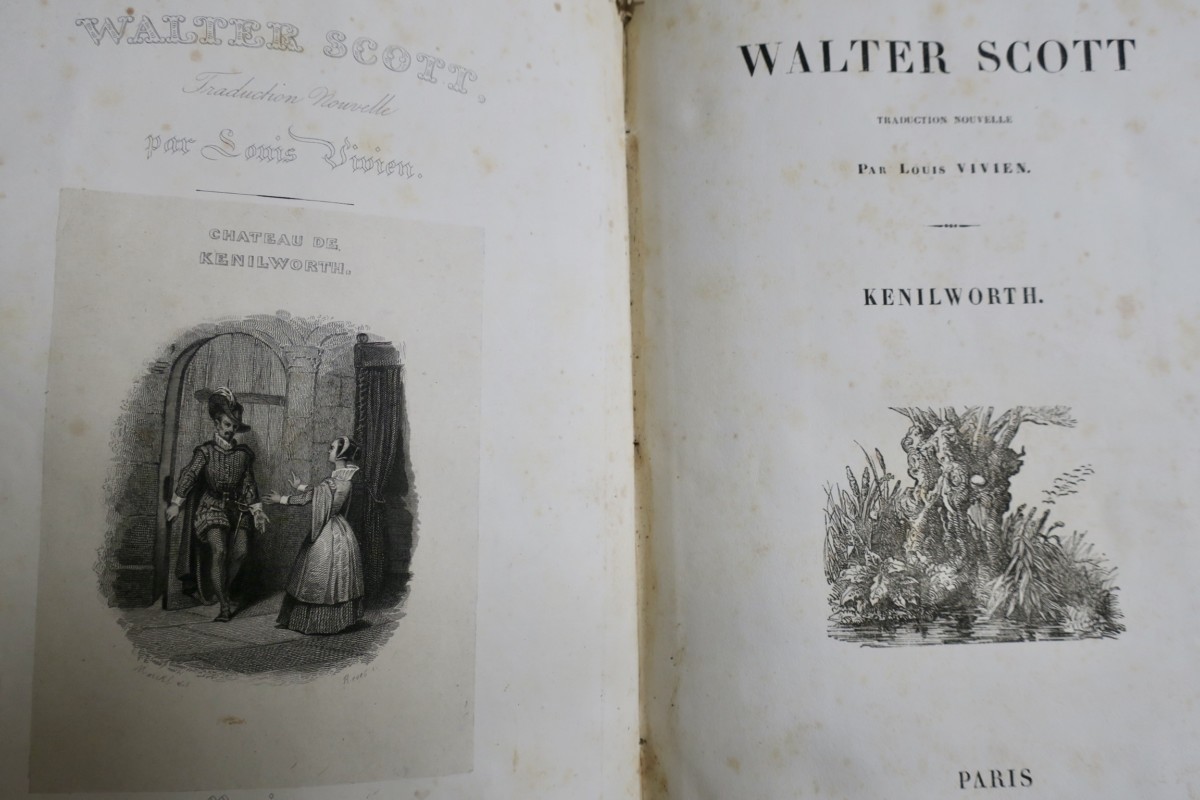 WALTER SCOTT.
Traduction Nouvelle
par Louis Vivien.
CHATEAU DE
KENILWORTH.
WALTER SCOTT
TRADUCTION NOUVELLE
PAR LOUIS VIVIEN.
KENILWORTH.
PARIS